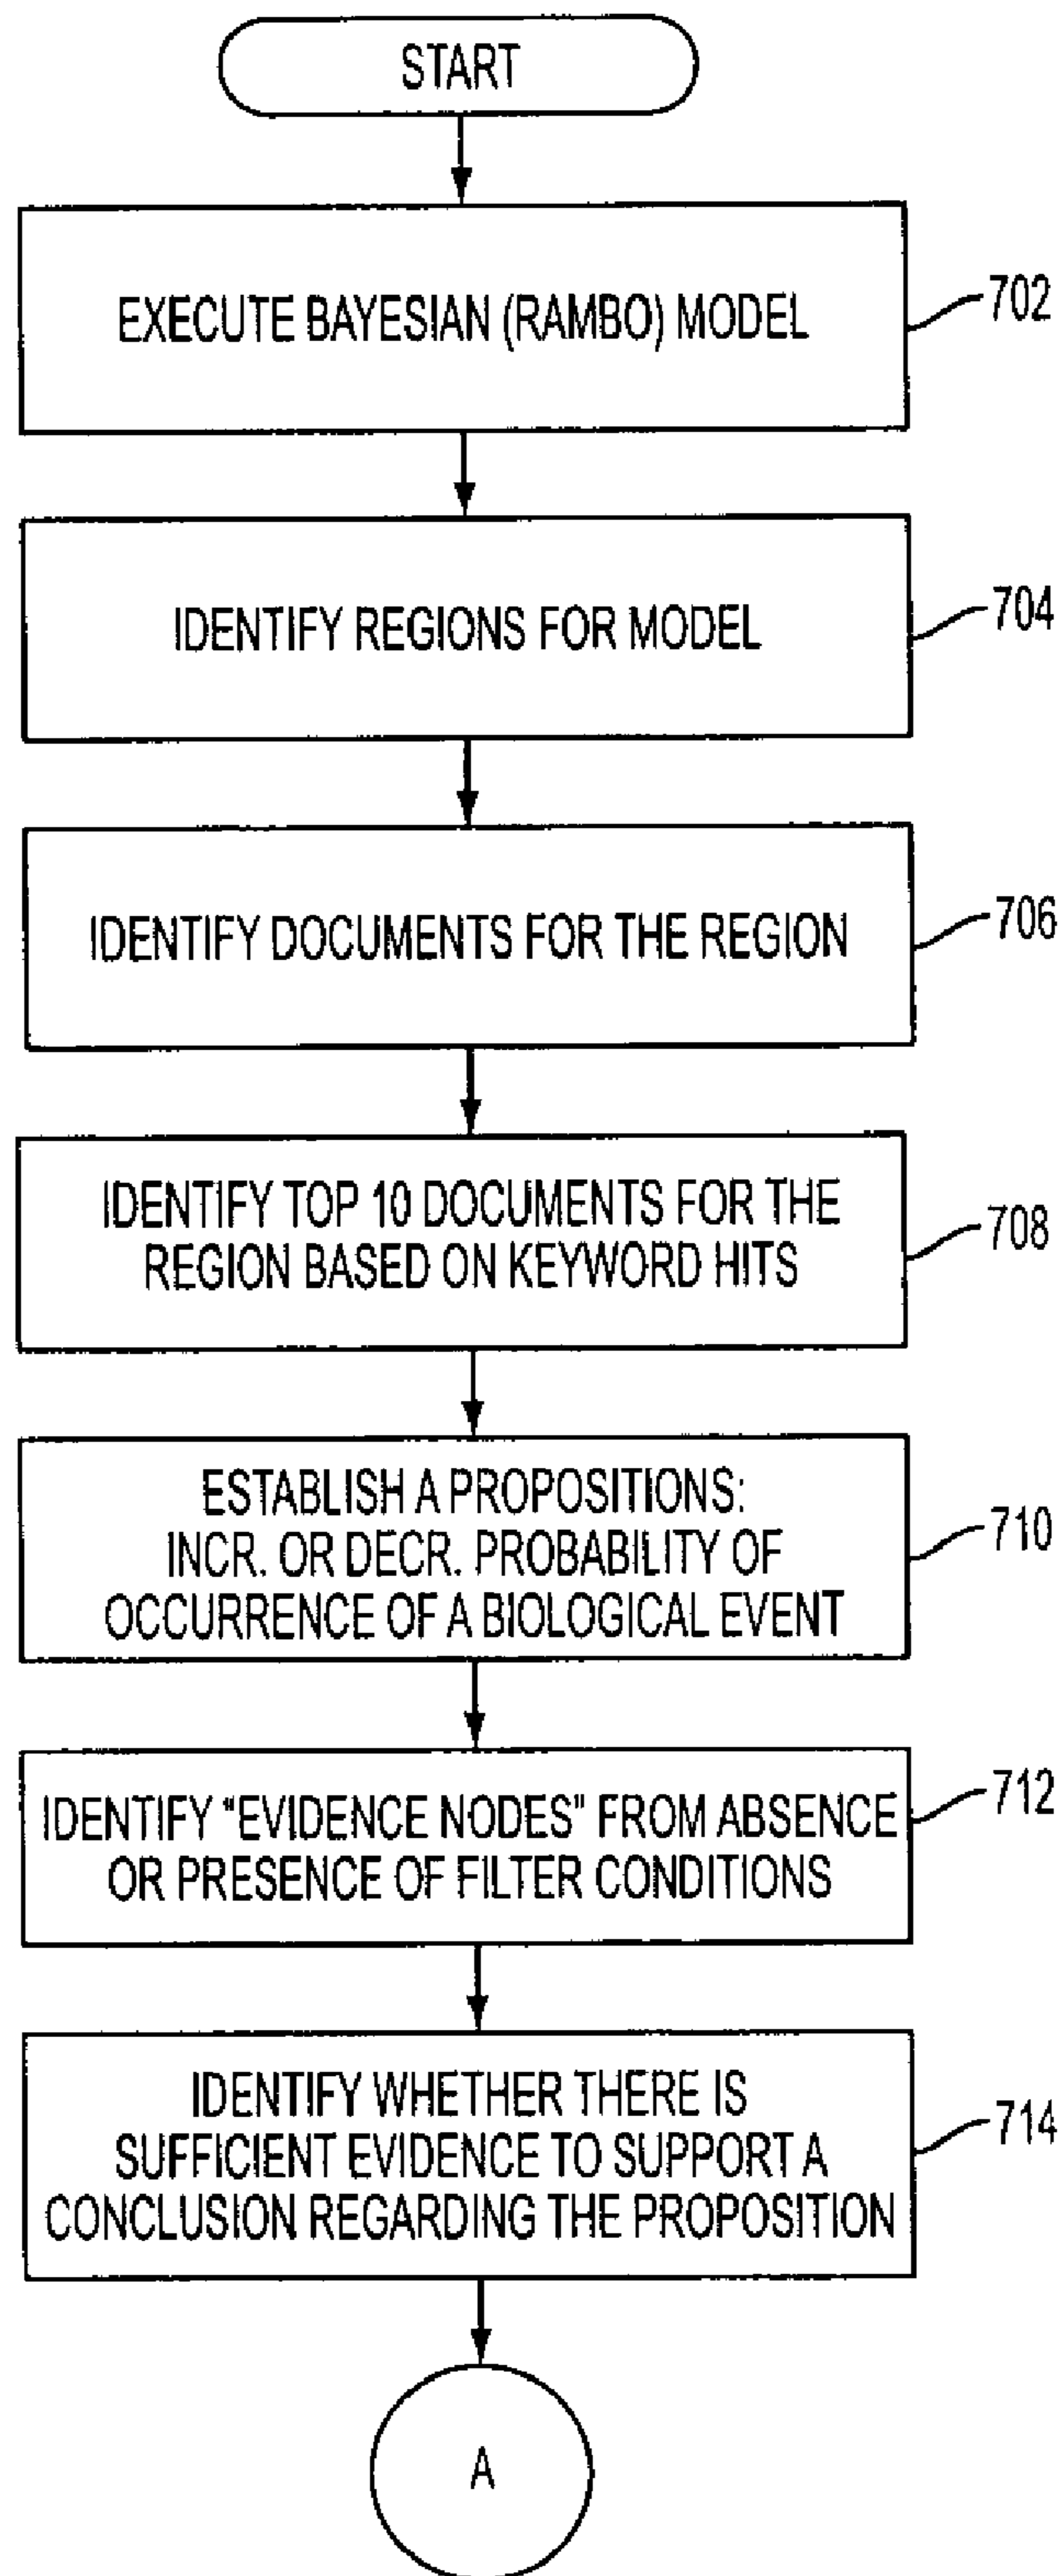 START
EXECUTE BAYESIAN (RAMBO) MODEL
702
IDENTIFY REGIONS FOR MODEL
704
IDENTIFY DOCUMENTS FOR THE REGION
706
IDENTIFY TOP 10 DOCUMENTS FOR THE
REGION BASED ON KEYWORD HITS
708
ESTABLISH A PROPOSITIONS:
INCR. OR DECR. PROBABILITY OF
OCCURRENCE OF A BIOLOGICAL EVENT
710
IDENTIFY "EVIDENCE NODES" FROM ABSENCE
OR PRESENCE OF FILTER CONDITIONS
712
IDENTIFY WHETHER THERE IS
SUFFICIENT EVIDENCE TO SUPPORT A
CONCLUSION REGARDING THE PROPOSITION
714
A